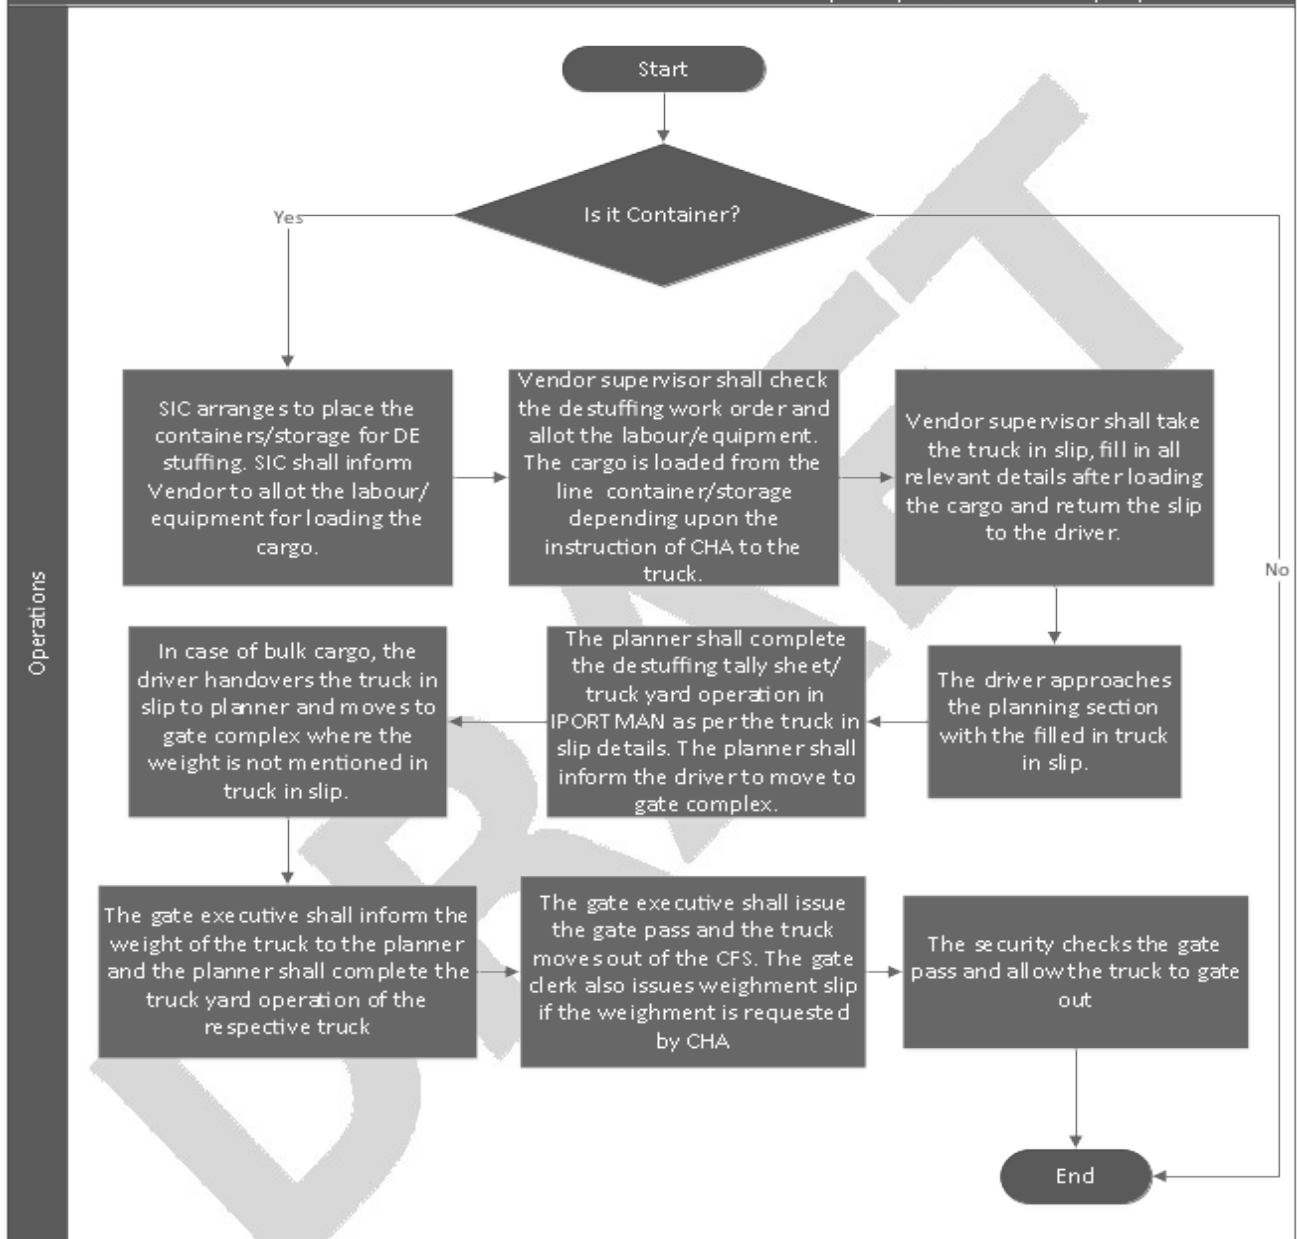 Start
Is it Container?
Yes
SIC arranges to place the
containers/storage for DE
stuffing. SIC shall inform
Vendor to allot the labour/
equipment for loading the
cargo.
Vendor supervisor shall check
the destuffing work order and
allot the labour/equipment.
The cargo is loaded from the
line container/storage
depending upon the
instruction of CHA to the
truck.
Vendor supervisor shall take
the truck in slip, fill in all
relevant details after loading
the cargo and return the slip
to the driver.
No
Operations
The driver approaches
the planning section
with the filled in truck
in slip.
The planner shall complete
the destuffing tally sheet/
truck yard operation in
IPORTMAN as per the truck in
slip details. The planner shall
inform the driver to move to
gate complex.
In case of bulk cargo, the
driver handovers the truck in
slip to planner and moves to
gate complex where the
weight is not mentioned in
truck in slip.
The gate executive shall inform the
weight of the truck to the planner
and the planner shall complete the
truck yard operation of the
respective truck
The gate executive shall issue
the gate pass and the truck
moves out of the CFS. The gate
clerk also issues weighment slip
if the weighment is requested
by CHA
The security checks the gate
pass and allow the truck to gate
out
End
DRAFT